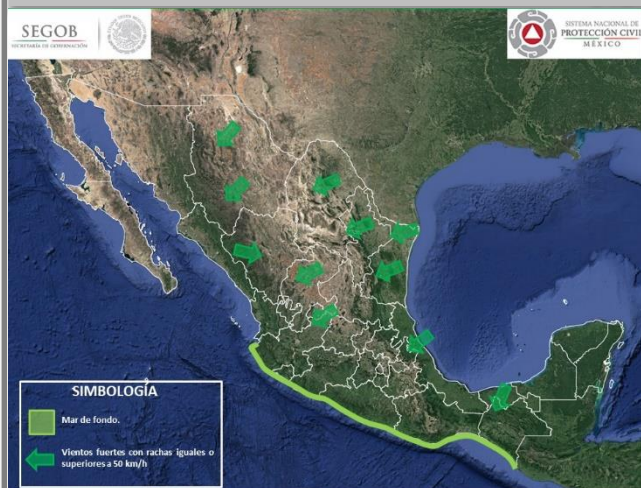 SEGOB
SECRETARÍA DE GOBERNACIÓN
SISTEMA NACIONAL DE
PROTECCIÓN CIVIL
MÉXICO
SIMBOLOGÍA
Mar de fondo.
Vientos fuertes con rachas iguales o
superiores a 50 km/h